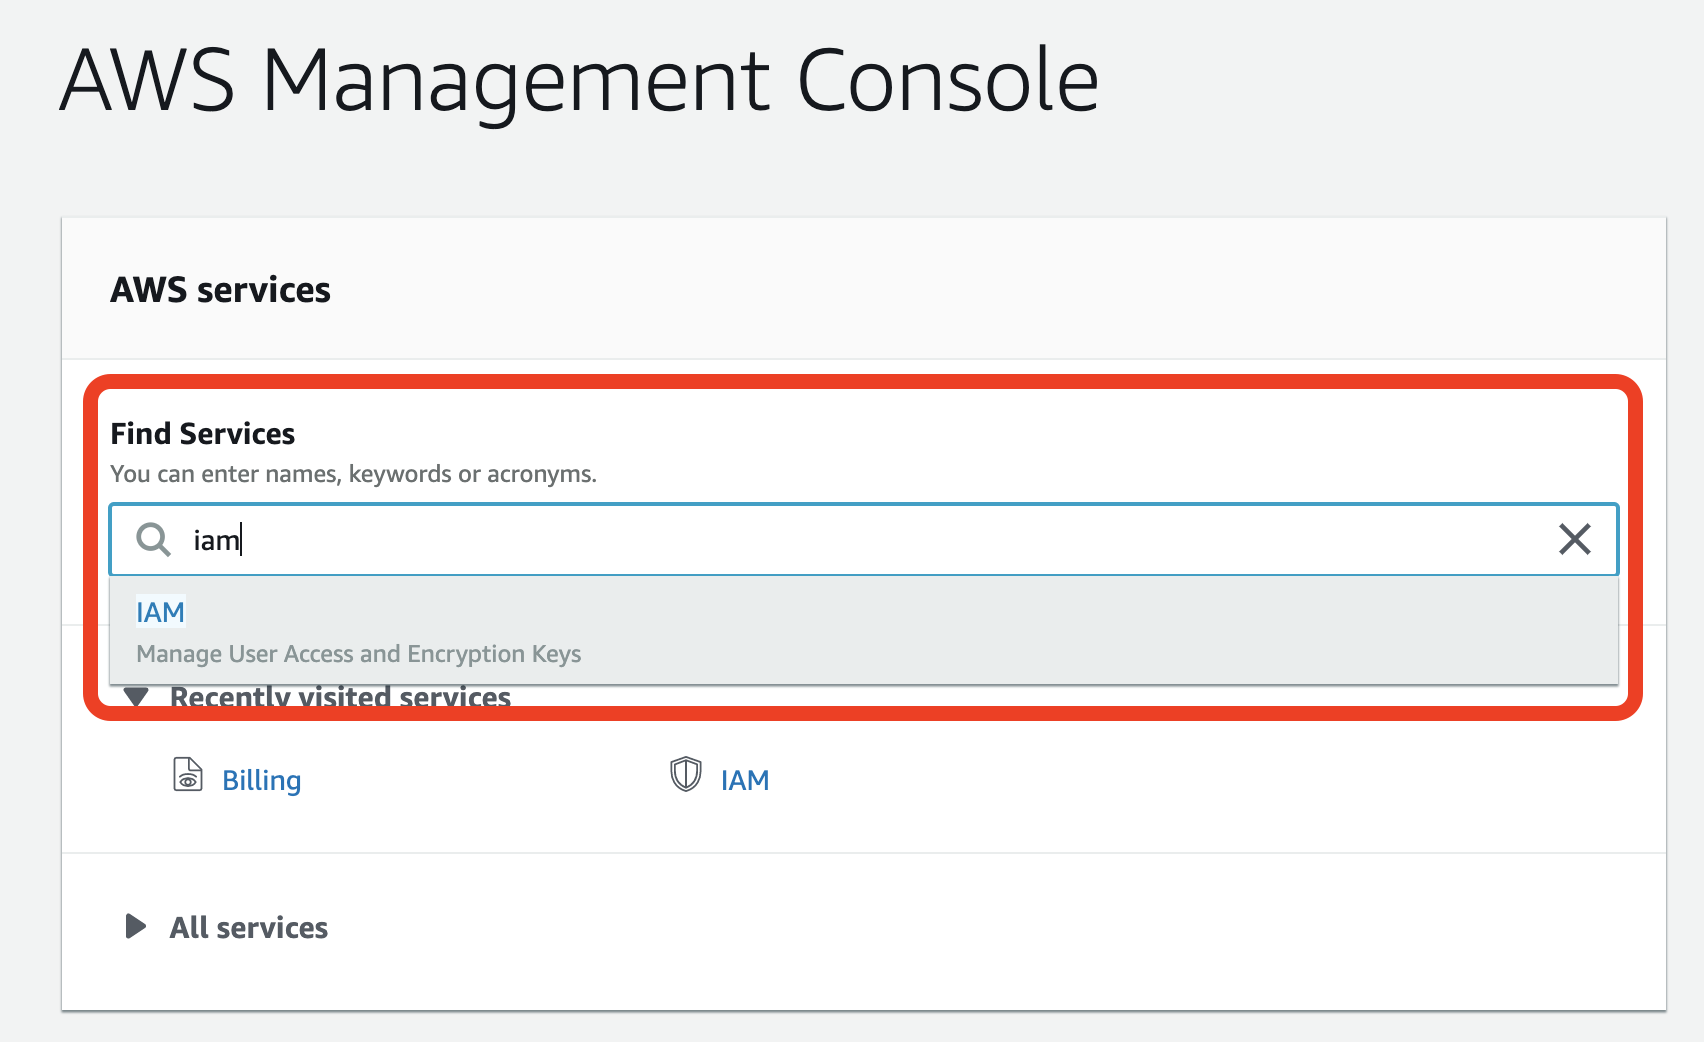 AWS Management Console
AWS services
Find Services
You can enter names, keywords or acronyms.
iam
IAM
Manage User Access and Encryption Keys
Recently visited services
Billing
IAM
All services